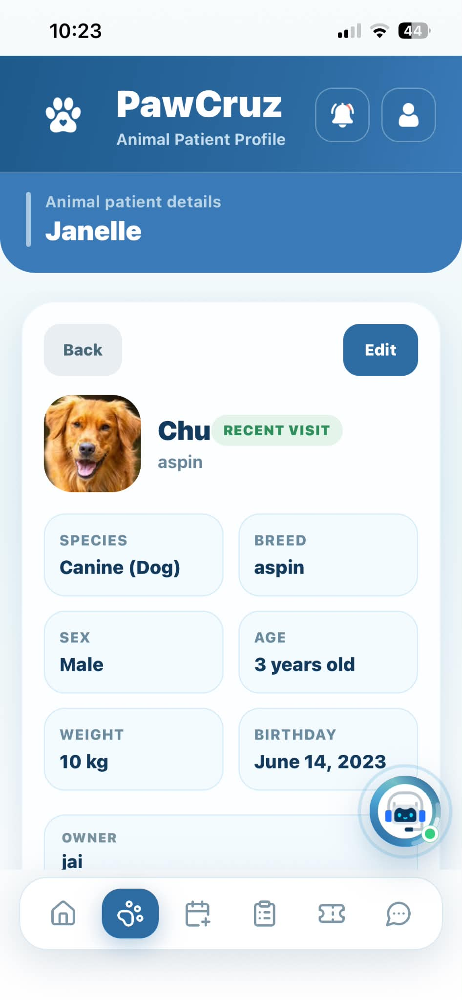 10:23
44
PawCruz
Animal Patient Profile
Animal patient details
Janelle
Back
Edit
Chu
RECENT VISIT
aspin
SPECIES
Canine (Dog)
BREED
aspin
SEX
Male
AGE
3 years old
WEIGHT
10 kg
BIRTHDAY
June 14, 2023
OWNER
jai